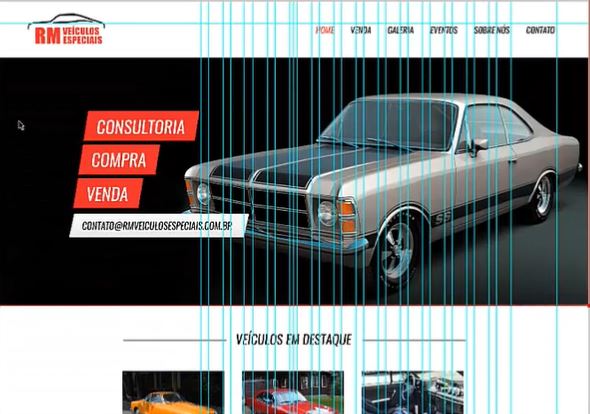 RM VEÍCULOS ESPECIAIS
HOME VENDA GALERIA EVENTOS SOBRE NÓS CONTATO
CONSULTORIA
COMPRA
VENDA
CONTATO@RMVEICULOSESPECIAIS.COM.BR
SS
VEÍCULOS EM DESTAQUE